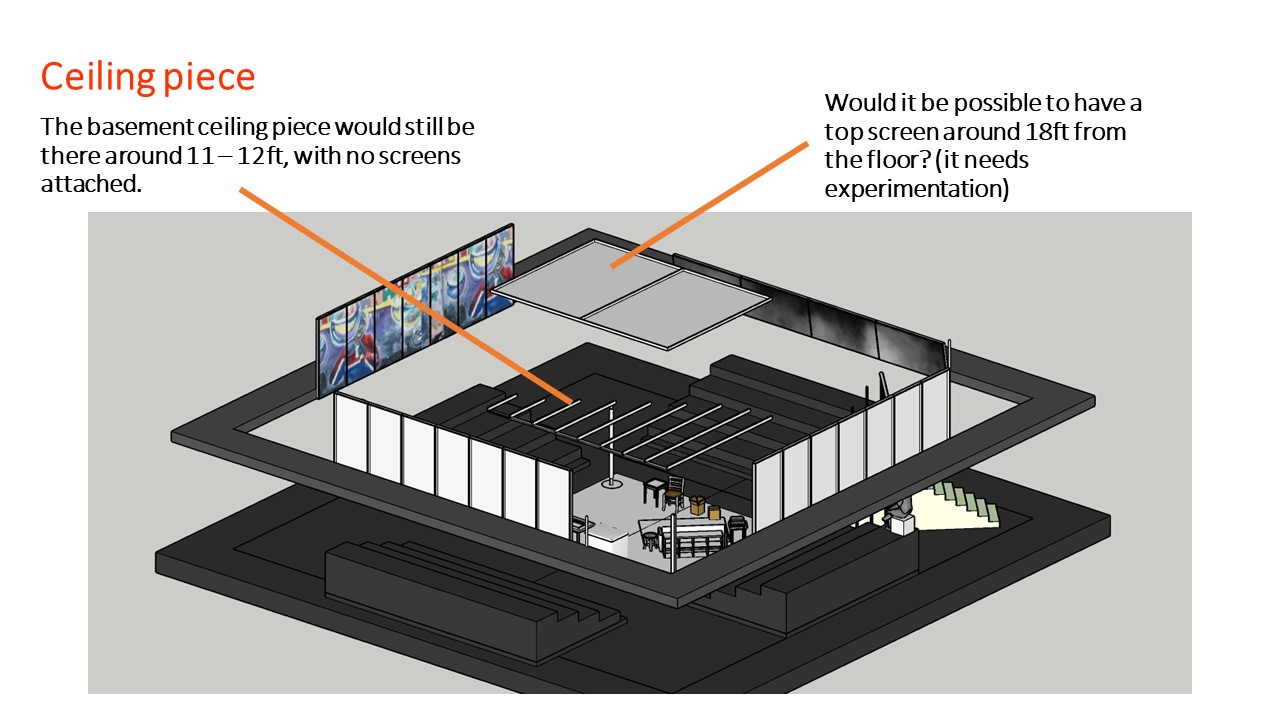 Ceiling piece
The basement ceiling piece would still be
there around 11 – 12ft, with no screens
attached.
Would it be possible to have a
top screen around 18ft from
the floor? (it needs
experimentation)